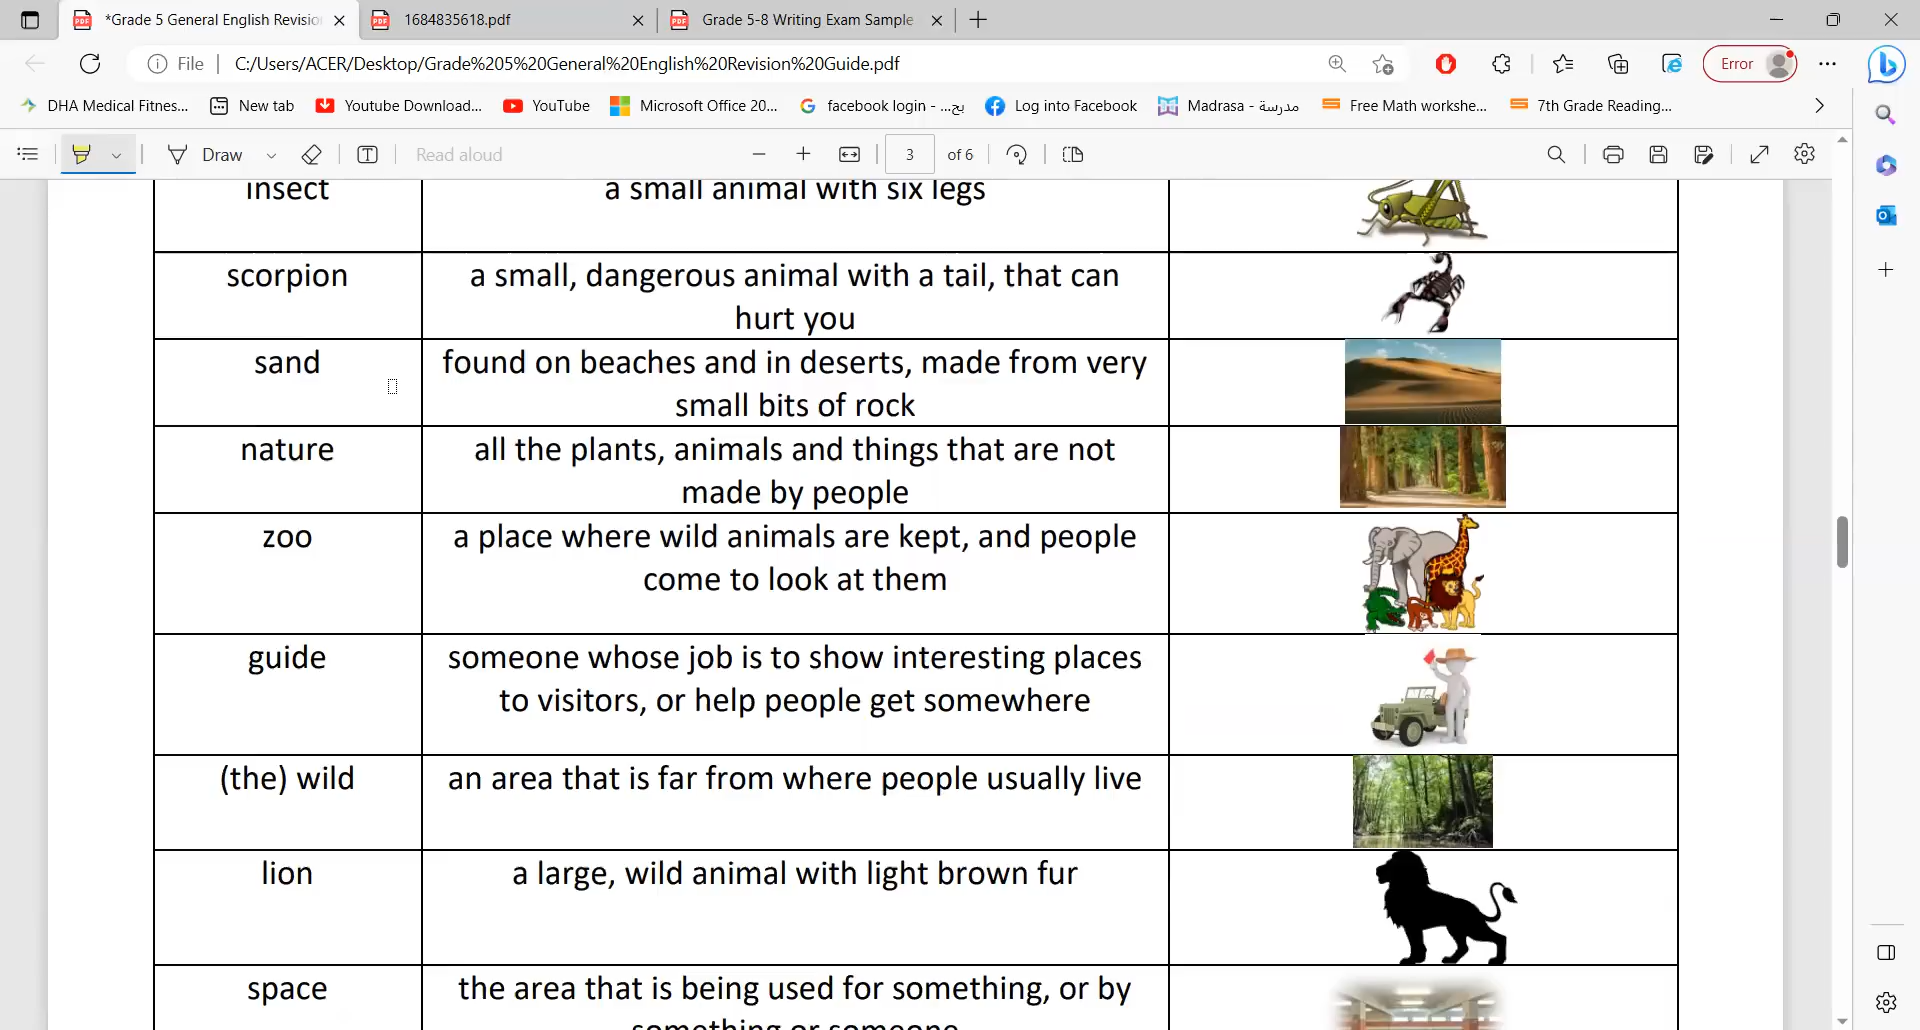 *Grade 5 General English Revisio
1684835618.pdf
Grade 5-8 Writing Exam Sample
File
C:/Users/ACER/Desktop/Grade%205%20General%20English%20Revision%20Guide.pdf
Error
DHA Medical Fitnes...
New tab
Youtube Download...
YouTube
Microsoft Office 20...
facebook login - ...بح
Log into Facebook
Madrasa - مدرسة
Free Math workshe...
7th Grade Reading...
Draw
Read aloud
3
of 6
insect
a small animal with six legs
scorpion
a small, dangerous animal with a tail, that can
hurt you
sand
found on beaches and in deserts, made from very
small bits of rock
nature
all the plants, animals and things that are not
made by people
zoo
a place where wild animals are kept, and people
come to look at them
guide
someone whose job is to show interesting places
to visitors, or help people get somewhere
(the) wild
an area that is far from where people usually live
lion
a large, wild animal with light brown fur
space
the area that is being used for something, or by
something or someone